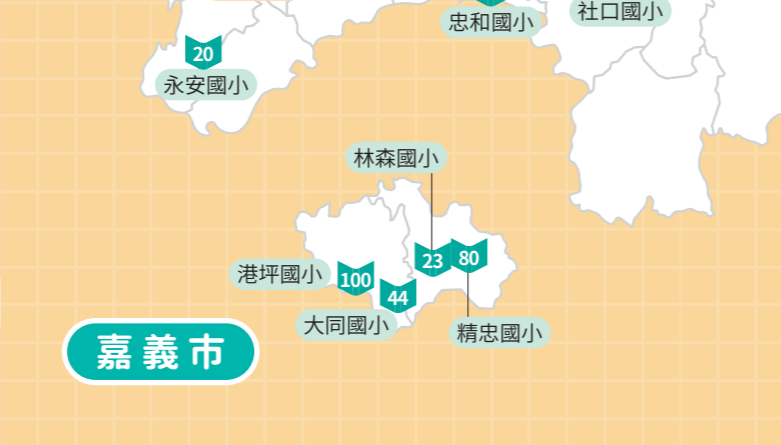 社口國小
忠和國小
20
永安國小
林森國小
23
80
港坪國小
100
44
大同國小
精忠國小
嘉義市